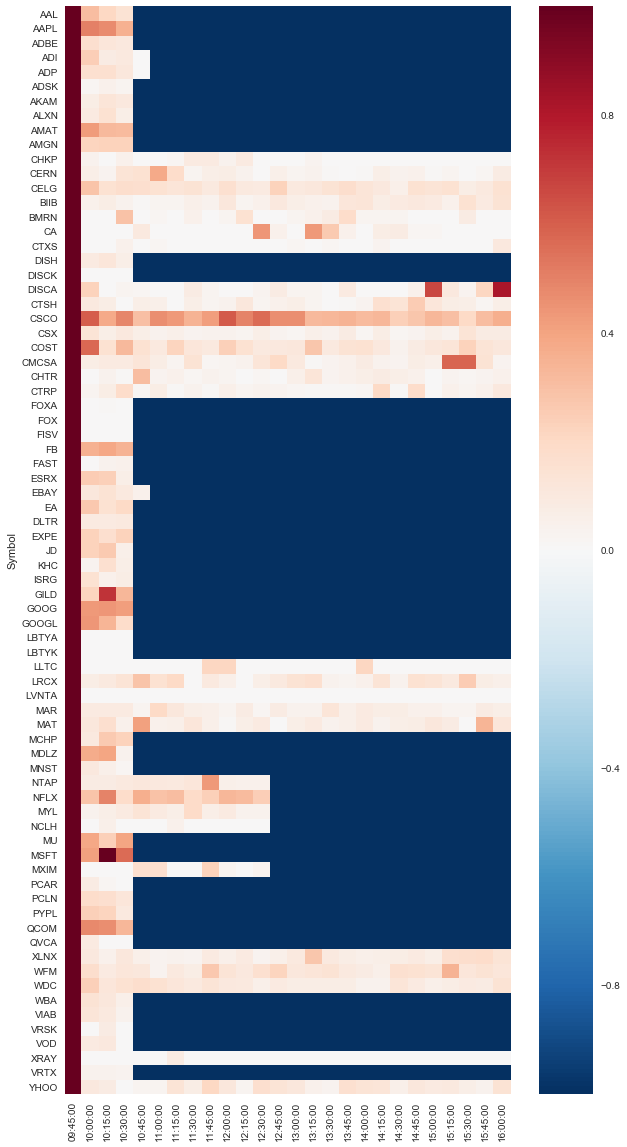 Symbol
AAL
AAPL
ADBE
ADI
ADP
ADSK
AKAM
ALXN
AMAT
AMGN
CHKP
CERN
CELG
BIIB
BMRN
CA
CTXS
DISH
DISCK
DISCA
CTSH
CSCO
CSX
COST
CMCSA
CHTR
CTRP
FOXA
FOX
FISV
FB
FAST
ESRX
EBAY
EA
DLTR
EXPE
JD
KHC
ISRG
GILD
GOOG
GOOGL
LBTYA
LBTYK
LLTC
LRCX
LVNTA
MAR
MAT
MCHP
MDLZ
MNST
NTAP
NFLX
MYL
NCLH
MU
MSFT
MXIM
PCAR
PCLN
PYPL
QCOM
QVCA
XLNX
WFM
WDC
WBA
VIAB
VRSK
VOD
XRAY
VRTX
YHOO
09:45:00
10:00:00
10:15:00
10:30:00
10:45:00
11:00:00
11:15:00
11:30:00
11:45:00
12:00:00
12:15:00
12:30:00
12:45:00
13:00:00
13:15:00
13:30:00
13:45:00
14:00:00
14:15:00
14:30:00
14:45:00
15:00:00
15:15:00
15:30:00
15:45:00
16:00:00
0.8
0.4
0.0
−0.4
−0.8